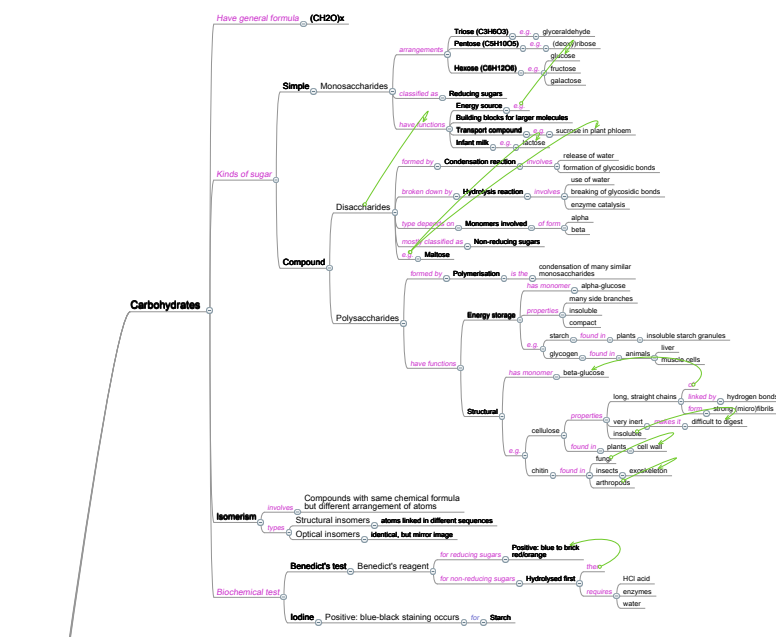 Have general formula
(CH2O)x
Triose (C3H6O3)
e.g.
glyceraldehyde
Pentose (C5H10O5)
e.g.
(deoxy)ribose
arrangements
glucose
Hexose (C6H12O6)
e.g.
fructose
galactose
Simple
Monosaccharides
classified as
Reducing sugars
Energy source
e.g.
Building blocks for larger molecules
have functions
Transport compound
e.g.
sucrose in plant phloem
Infant milk
e.g.
lactose
Kinds of sugar
release of water
formed by
Condensation reaction
involves
formation of glycosidic bonds
use of water
broken down by
Hydrolysis reaction
involves
breaking of glycosidic bonds
enzyme catalysis
Disaccharides
alpha
type depends on
Monomers involved
of form
beta
mostly classified as
Non-reducing sugars
e.g.
Maltose
Compound
formed by
Polymerisation
is the
condensation of many similar
monosaccharides
Carbohydrates
has monomer
alpha-glucose
many side branches
properties
insoluble
compact
Polysaccharides
Energy storage
starch
found in
plants
insoluble starch granules
e.g.
liver
glycogen
found in
animals
muscle cells
have functions
has monomer
beta-glucose
Structural
long, straight chains
linked by
hydrogen bonds
form
strong (micro)fibrils
properties
very inert
makes it
difficult to digest
insoluble
cellulose
found in
plants
cell wall
e.g.
fungi
chitin
found in
insects
exoskeleton
arthropods
Isomerism
involves
Compounds with same chemical formula
but different arrangement of atoms
types
Structural insomers
atoms linked in different sequences
Optical insomers
identical, but mirror image
Biochemical test
Benedict's test
Benedict's reagent
for reducing sugars
Positive: blue to brick
red/orange
for non-reducing sugars
Hydrolysed first
then
requires
HCl acid
enzymes
water
Iodine
Positive: blue-black staining occurs
for
Starch